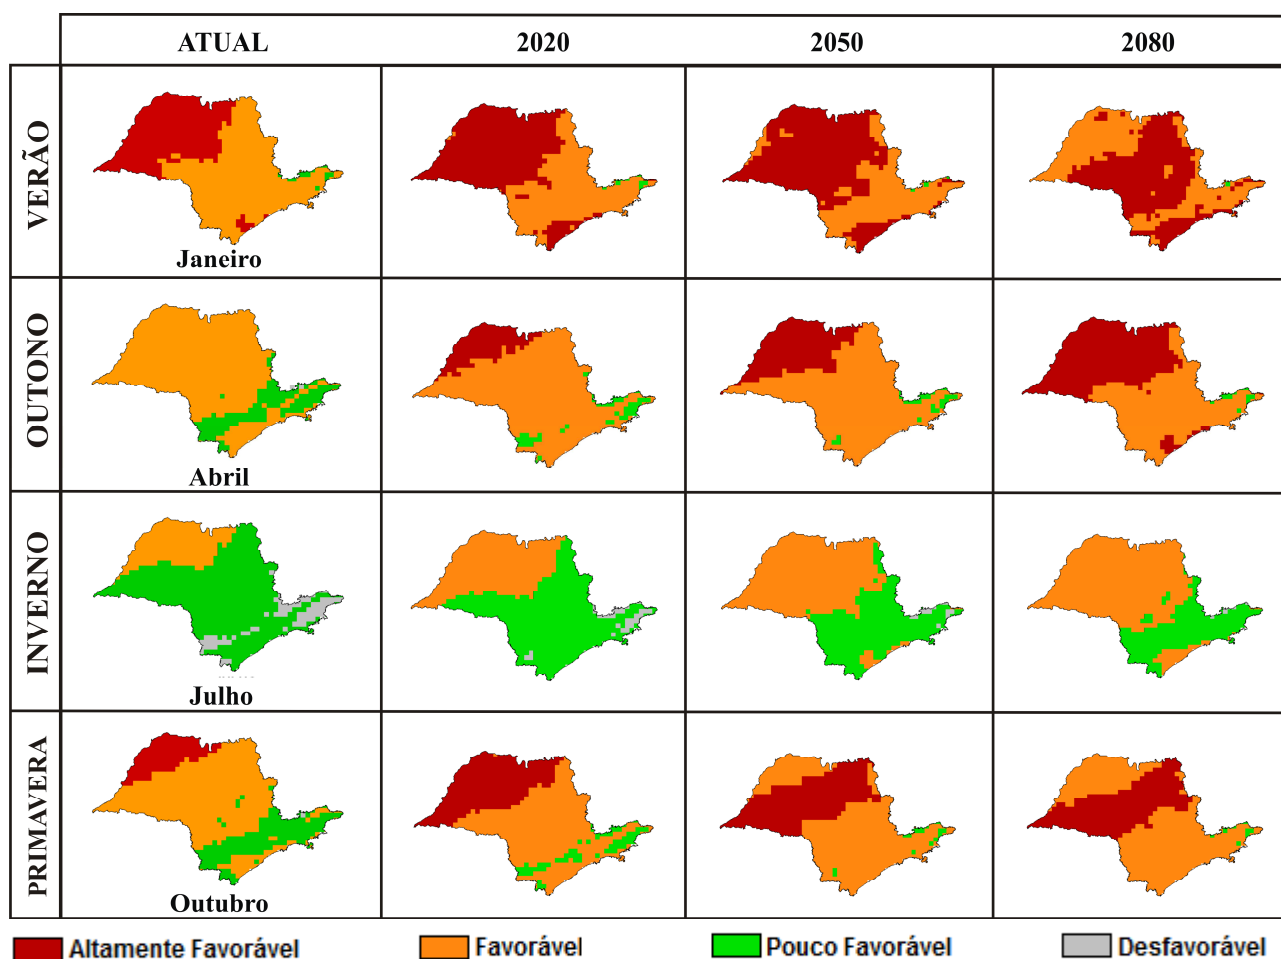 ATUAL 2020 2050 2080
VERÃO
Janeiro
OUTONO
Abril
INVERNO
Julho
PRIMAVERA
Outubro
Altamente Favorável Favorável Pouco Favorável Desfavorável